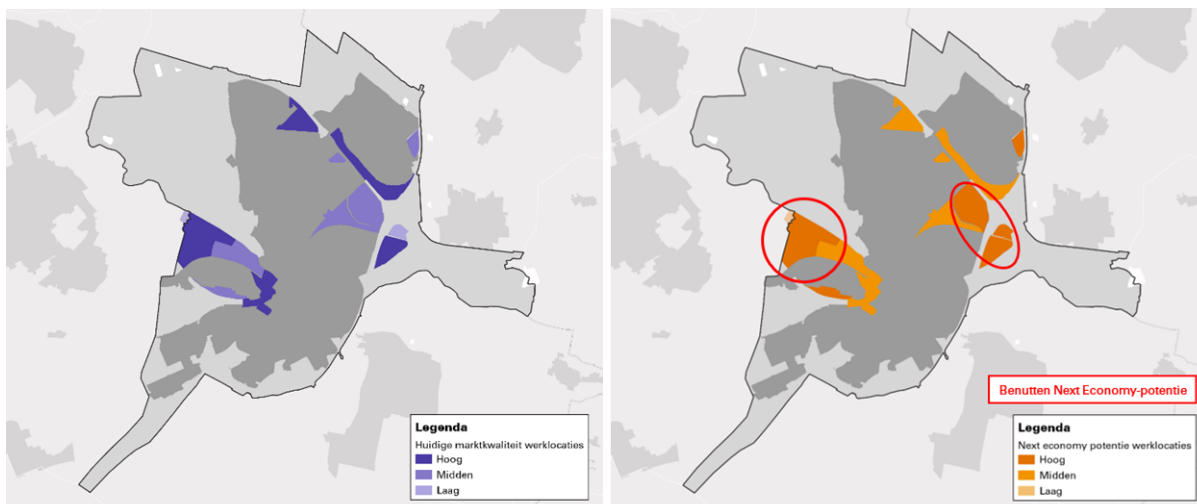 Legenda
Huidige marktkwaliteit werklocaties
Hoog
Midden
Laag
Benutten Next Economy-potentie
Legenda
Next economy potentie werklocaties
Hoog
Midden
Laag